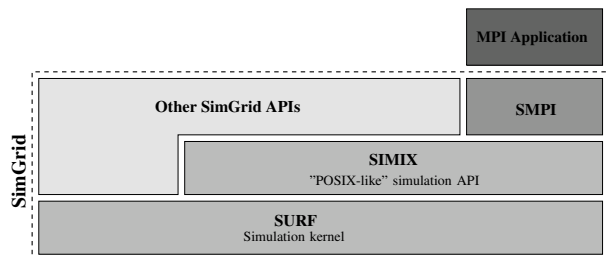 MPI Application
SimGrid
Other SimGrid APIs
SMPI
SIMIX
”POSIX-like” simulation API
SURF
Simulation kernel